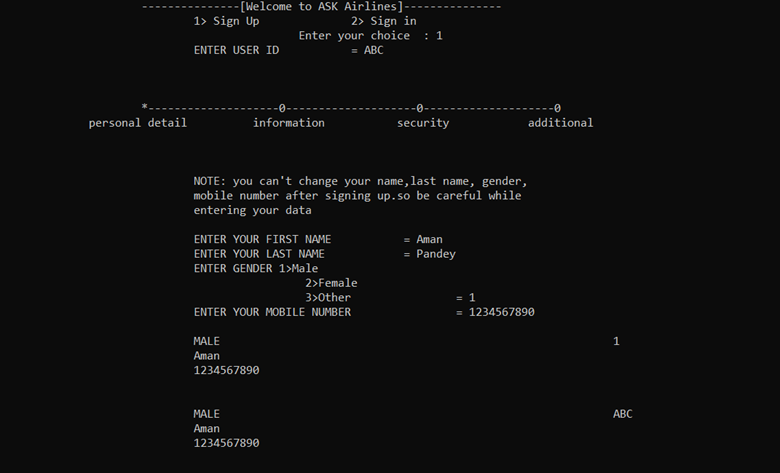 ---------------[Welcome to ASK Airlines]---------------
1> Sign Up 2> Sign in
Enter your choice : 1
ENTER USER ID = ABC
*--------------------0--------------------0--------------------0
personal detail information security additional
NOTE: you can't change your name,last name, gender,
mobile number after signing up.so be careful while
entering your data
ENTER YOUR FIRST NAME = Aman
ENTER YOUR LAST NAME = Pandey
ENTER GENDER 1>Male
2>Female
3>Other = 1
ENTER YOUR MOBILE NUMBER = 1234567890
MALE 1
Aman
1234567890
MALE ABC
Aman
1234567890